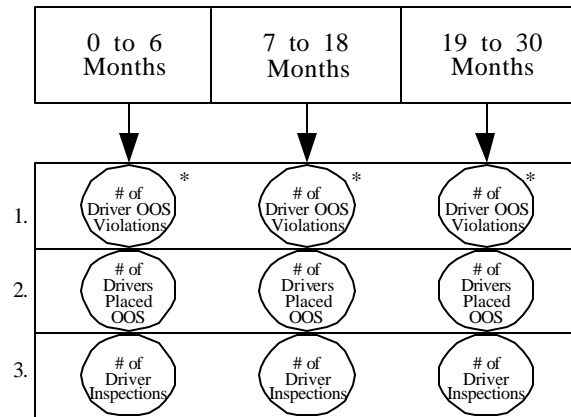 0 to 6 Months
7 to 18 Months
19 to 30 Months
1.
# of Driver OOS Violations *
# of Driver OOS Violations *
# of Driver OOS Violations *
2.
# of Drivers Placed OOS
# of Drivers Placed OOS
# of Drivers Placed OOS
3.
# of Driver Inspections
# of Driver Inspections
# of Driver Inspections